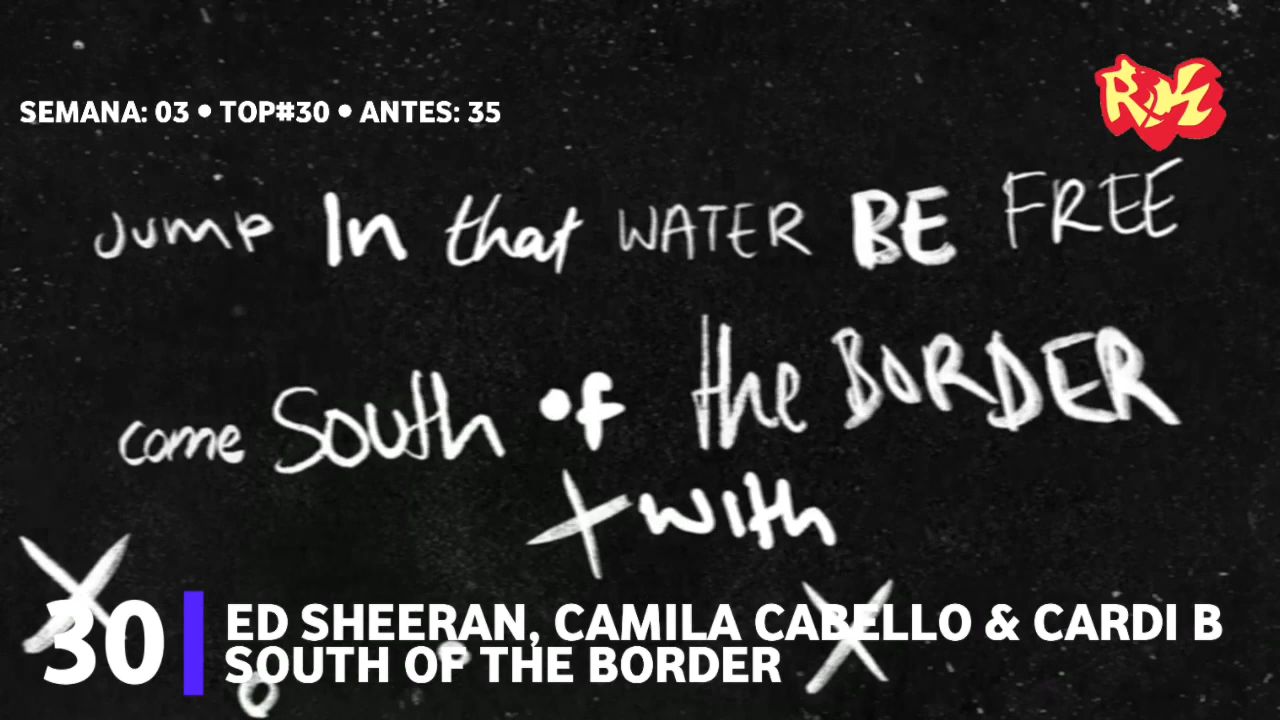 SEMANA: 03 • TOP#30 • ANTES: 35
R&K
Jump In that WATER BE FREE
come South of the BORDER
with
30
ED SHEERAN, CAMILA CABELLO & CARDI B
SOUTH OF THE BORDER